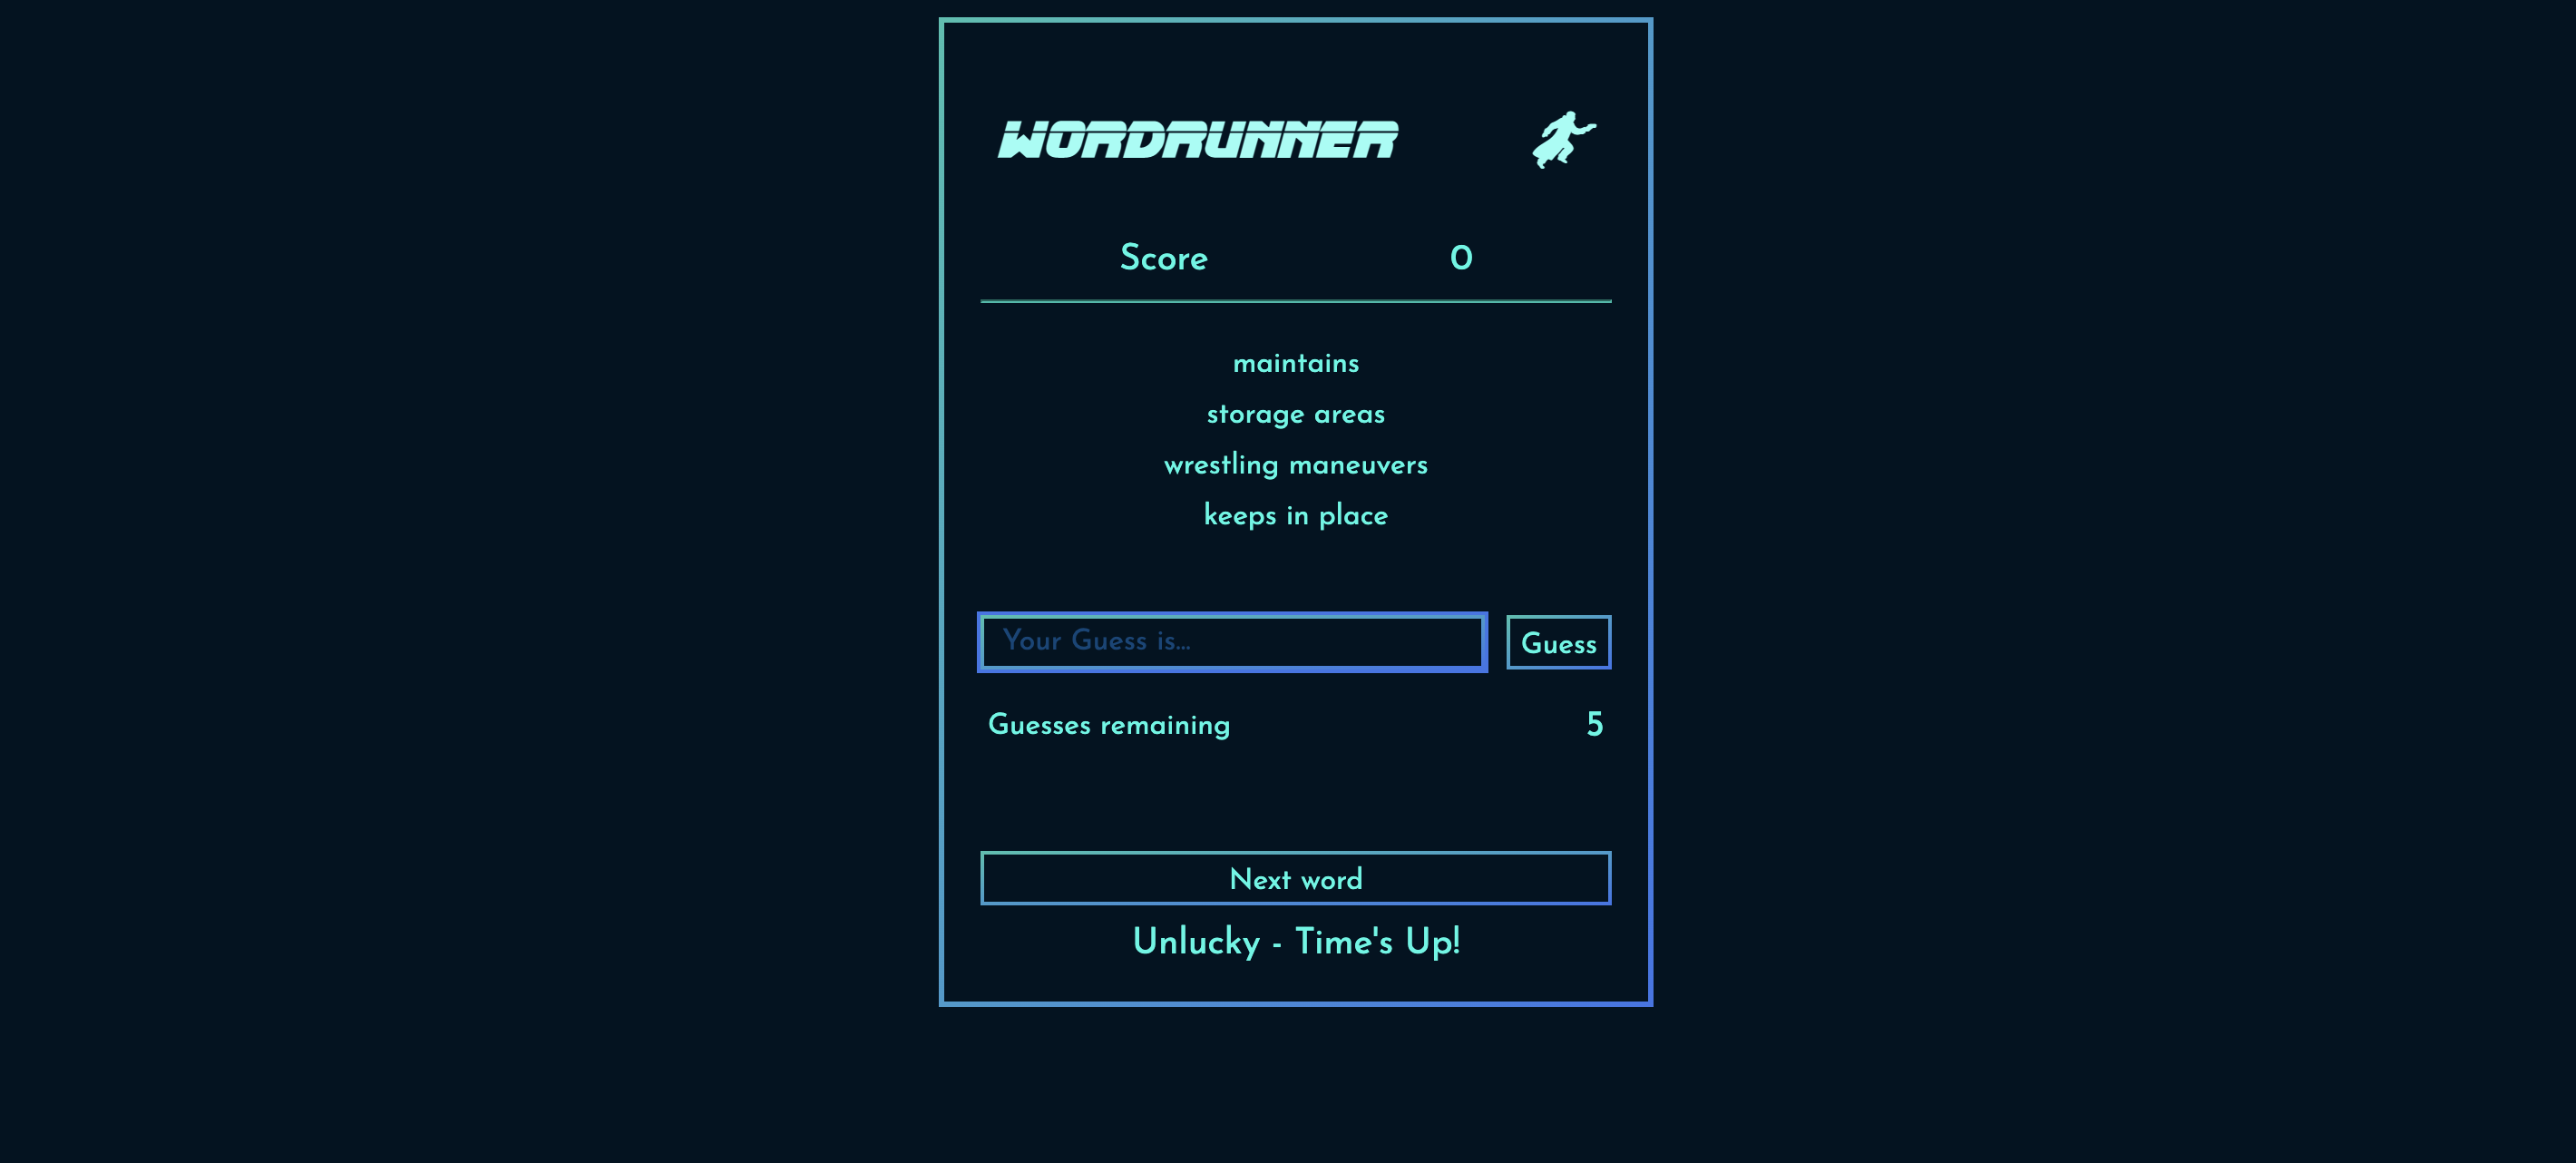 WORDRUNNER
Score 0
maintains
storage areas
wrestling maneuvers
keeps in place
Your Guess is...
Guess
Guesses remaining 5
Next word
Unlucky - Time's Up!